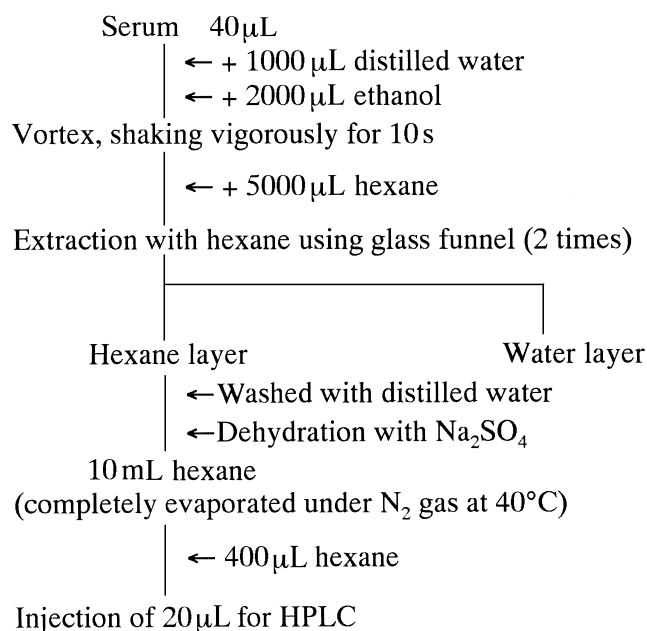 Serum 40 μL
← + 1000 μL distilled water
← + 2000 μL ethanol
Vortex, shaking vigorously for 10 s
← + 5000 μL hexane
Extraction with hexane using glass funnel (2 times)
Hexane layer
Water layer
←Washed with distilled water
←Dehydration with Na₂SO₄
10 mL hexane
(completely evaporated under N₂ gas at 40°C)
← 400 μL hexane
Injection of 20 μL for HPLC